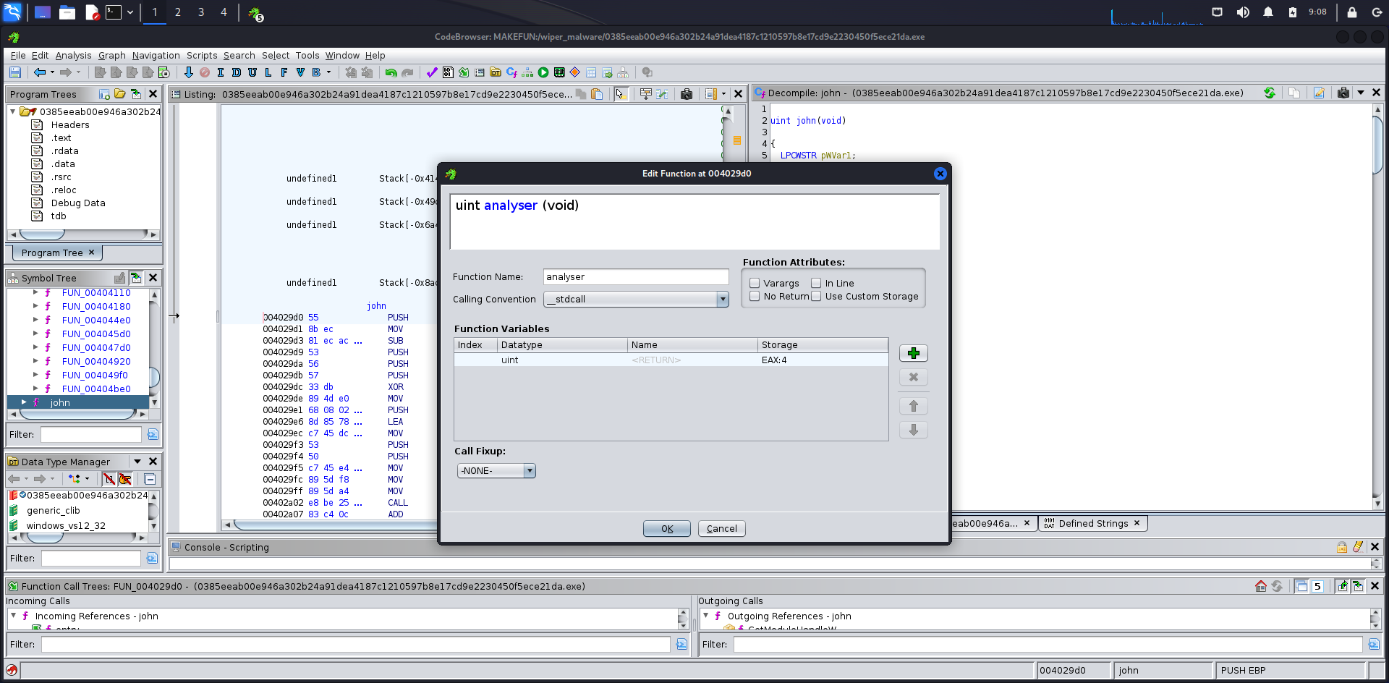 1 2 3 4 5 9:08
CodeBrowser: MAKEFUN:/wiper_malware/0385eeab00e946a302b24a91dea4187c1210597b8e17cd9e2230450f5ece21da.exe
File Edit Analysis Graph Navigation Scripts Search Select Tools Window Help
I D U L F V B
Program Trees
0385eeab00e946a302b24
Headers
.text
.rdata
.data
.rsrc
.reloc
Debug Data
tdb
Program Tree ×
Symbol Tree
f FUN_00404110
f FUN_00404180
f FUN_004044e0
f FUN_004045d0
f FUN_004047d0
f FUN_00404920
f FUN_004049f0
f FUN_00404be0
f john
Filter:
Data Type Manager
0385eeab00e946a302b24
generic_clib
windows_vs12_32
Filter:
Listing: 0385eeab00e946a302b24a91dea4187c1210597b8e17cd9e2230450f5ece...
undefined1 Stack[-0x414
undefined1 Stack[-0x49
undefined1 Stack[-0x6a
undefined1 Stack[-0x8a
john
004029d0 55 PUSH
004029d1 8b ec MOV
004029d3 81 ec ac ... SUB
004029d9 53 PUSH
004029da 56 PUSH
004029db 57 PUSH
004029dc 33 db XOR
004029de 89 4d e0 MOV
004029e1 68 08 02 ... PUSH
004029e6 8d 85 78 ... LEA
004029ec c7 45 dc ... MOV
004029f3 53 PUSH
004029f4 50 PUSH
004029f5 c7 45 e4 ... MOV
004029fc 89 5d f8 MOV
004029ff 89 5d a4 MOV
00402a02 e8 be 25 ... CALL
00402a07 83 c4 0c ADD
Decompile: john - (0385eeab00e946a302b24a91dea4187c1210597b8e17cd9e2230450f5ece21da.exe)
1
2 uint john(void)
3
4 {
5 LPCWSTR pWVar1;
Edit Function at 004029d0
uint analyser (void)
Function Name: analyser
Calling Convention __stdcall
Function Attributes:
Varargs In Line
No Return Use Custom Storage
Function Variables
Index Datatype Name Storage
uint <RETURN> EAX:4
Call Fixup:
-NONE-
OK Cancel
eab00e946a... × Defined Strings ×
Console - Scripting
Function Call Trees: FUN_004029d0 - (0385eeab00e946a302b24a91dea4187c1210597b8e17cd9e2230450f5ece21da.exe)
5
Incoming Calls
f Incoming References - john
f entry
Filter:
Outgoing Calls
f Outgoing References - john
f GetModuleHandleW
Filter:
004029d0 john PUSH EBP